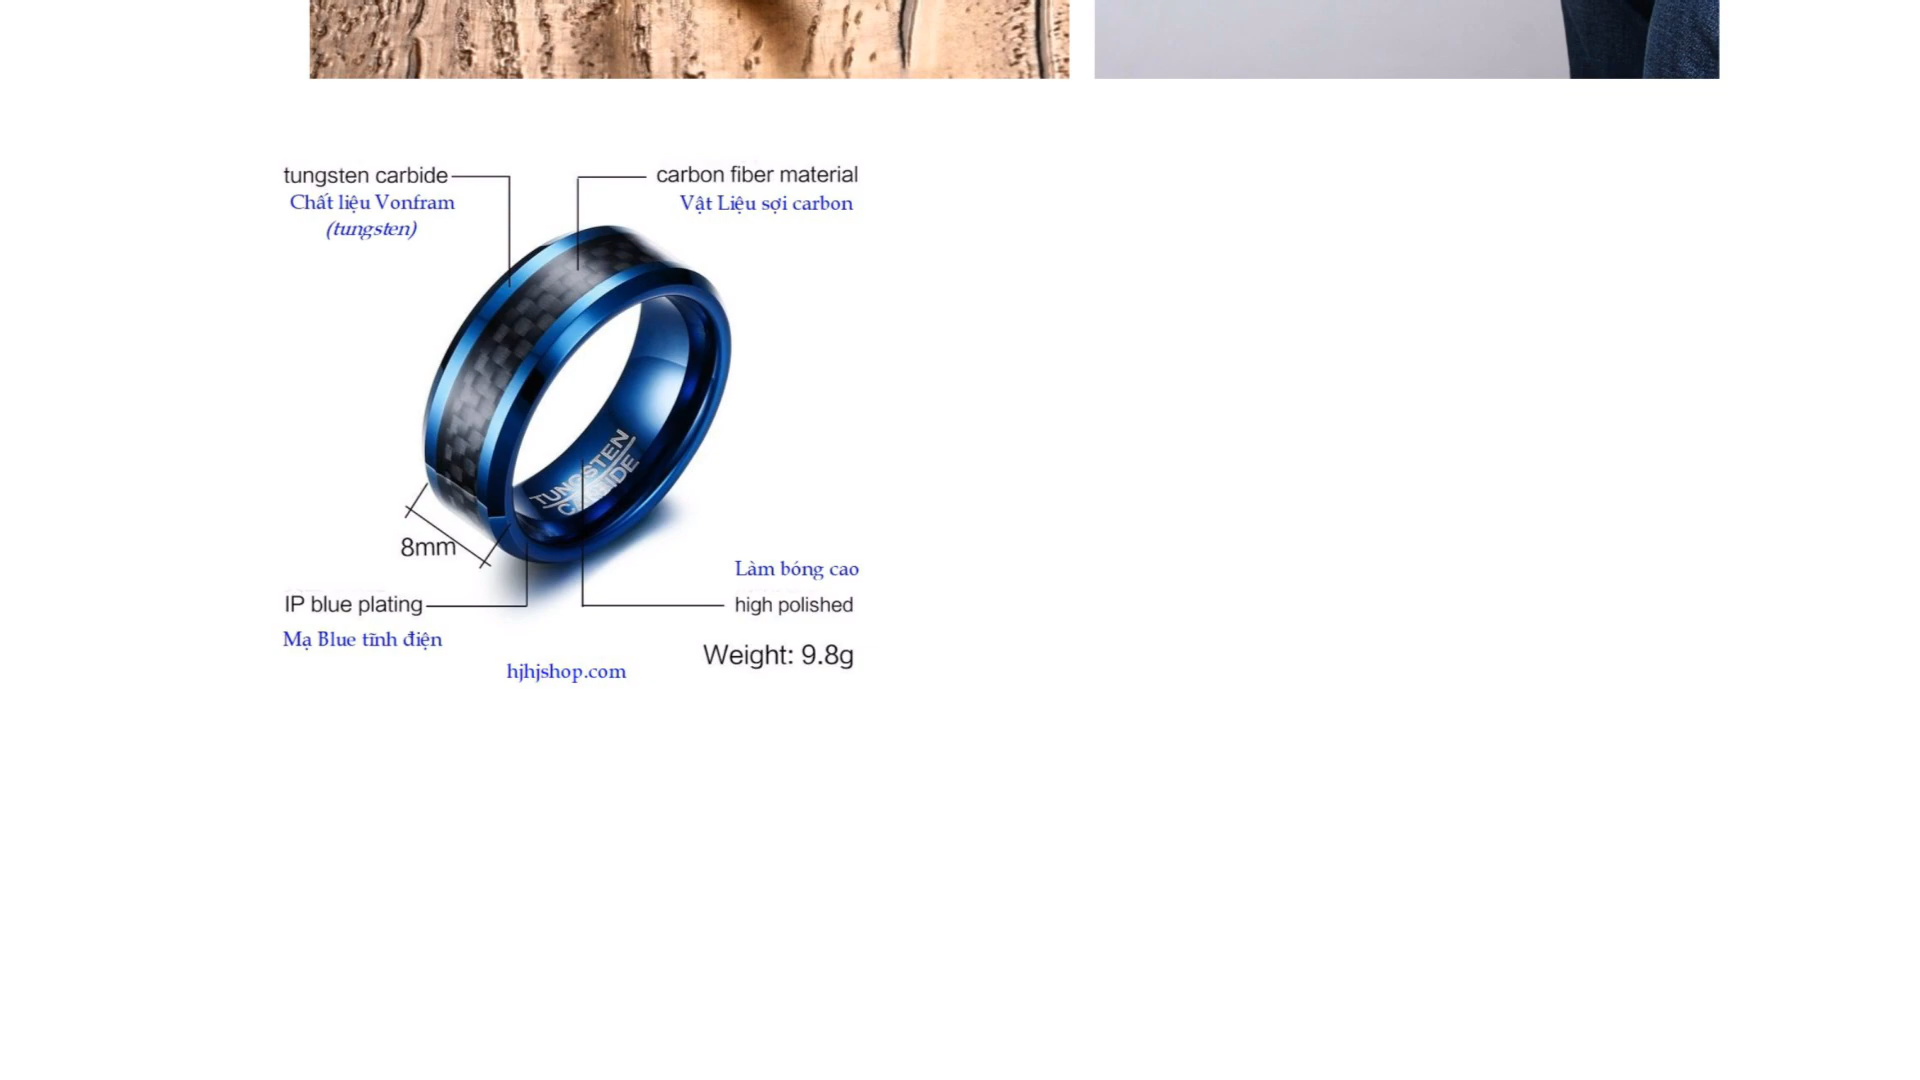 tungsten carbide
Chất liệu Vonfram
(tungsten)
carbon fiber material
Vật Liệu sợi carbon
TUNGSTEN
CARBIDE
8mm
IP blue plating
Mạ Blue tĩnh điện
Làm bóng cao
high polished
Weight: 9.8g
hjhjshop.com